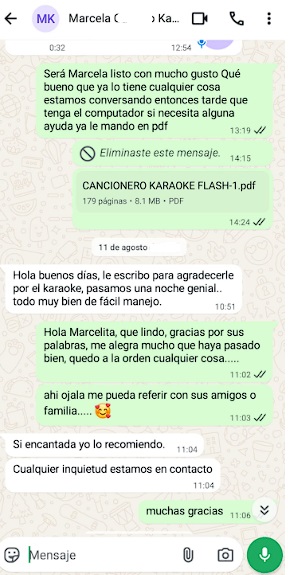 MK Marcela C Ka...
0:32 12:54
Será Marcela listo con mucho gusto Qué
bueno que ya lo tiene cualquier cosa
estamos conversando entonces tarde que
tenga el computador si necesita alguna
ayuda ya le mando en pdf
13:19
Eliminaste este mensaje. 14:15
CANCIONERO KARAOKE FLASH-1.pdf
179 páginas • 8.1 MB • PDF
14:24
11 de agosto
Hola buenos días, le escribo para agradecerle
por el karaoke, pasamos una noche genial..
todo muy bien de fácil manejo.
10:51
Hola Marcelita, que lindo, gracias por sus
palabras, me alegra mucho que haya pasado
bien, quedo a la orden cualquier cosa.....
11:02
ahi ojala me pueda referir con sus amigos o
familia.....
11:03
Si encantada yo lo recomiendo. 11:04
Cualquier inquietud estamos en contacto
11:04
muchas gracias 11:06
Mensaje